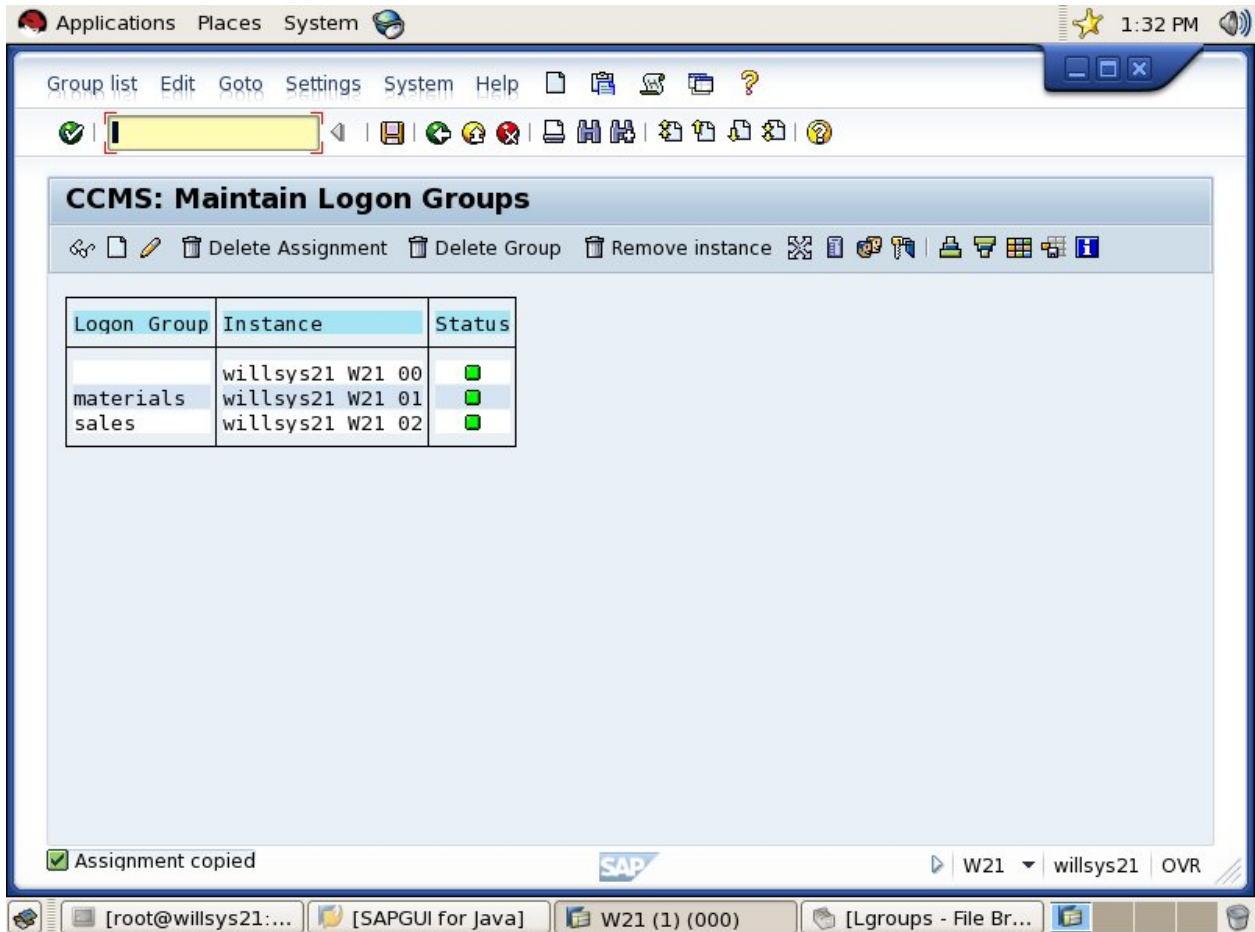 Applications Places System 1:32 PM
Group list Edit Goto Settings System Help
CCMS: Maintain Logon Groups
Delete Assignment Delete Group Remove instance
Logon Group Instance Status
willsys21 W21 00
materials willsys21 W21 01
sales willsys21 W21 02
Assignment copied SAP W21 willsys21 OVR
[root@willsys21:... [SAPGUI for Java] W21 (1) (000) [Lgroups - File Br...